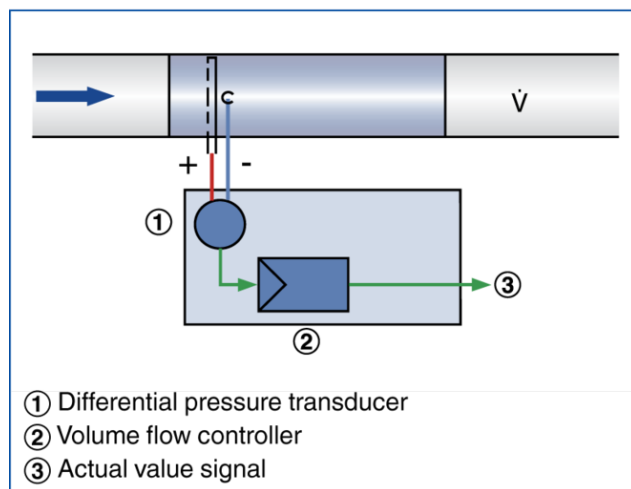 V̇
+ -
①
③
②
① Differential pressure transducer
② Volume flow controller
③ Actual value signal